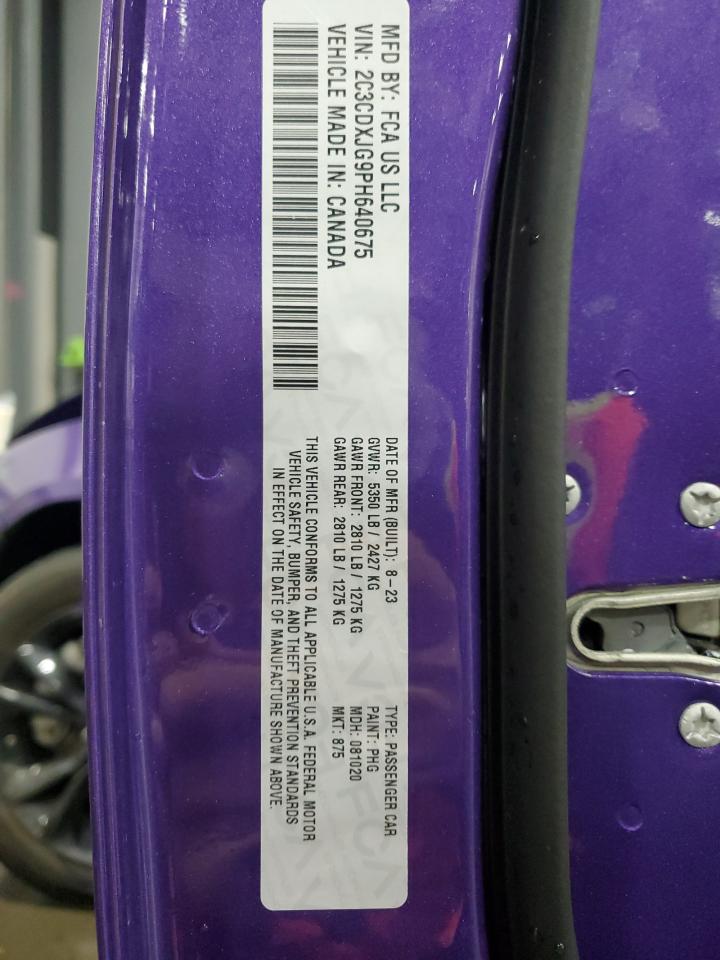 MFD BY: FCA US LLC
VIN: 2C3CDXJG9PH640675
VEHICLE MADE IN: CANADA
DATE OF MFR (BUILT): 8-23
GVWR: 5350 LB / 2427 KG
GAWR FRONT: 2810 LB / 1275 KG
GAWR REAR: 2810 LB / 1275 KG
TYPE: PASSENGER CAR
PAINT: PHG
MDH: 081020
MKT: 875
THIS VEHICLE CONFORMS TO ALL APPLICABLE U.S.A. FEDERAL MOTOR
VEHICLE SAFETY, BUMPER, AND THEFT PREVENTION STANDARDS
IN EFFECT ON THE DATE OF MANUFACTURE SHOWN ABOVE.